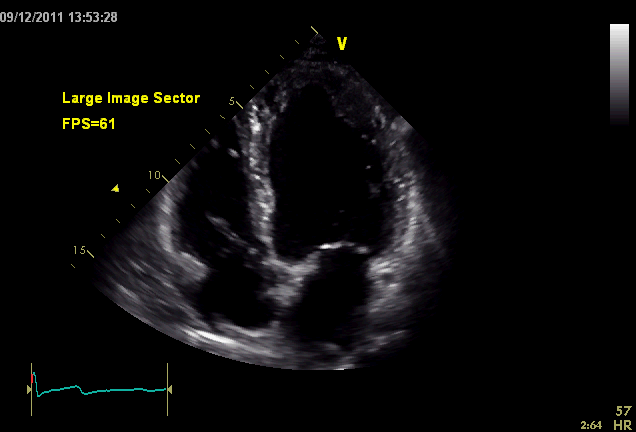 09/12/2011 13:53:28
V
Large Image Sector
FPS=61
5
10
15
57
2:64 HR